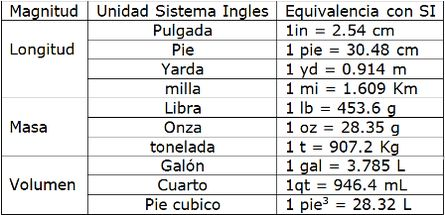 Magnitud Unidad Sistema Ingles Equivalencia con SI
Longitud
Pulgada 1in = 2.54 cm
Pie 1 pie = 30.48 cm
Yarda 1 yd = 0.914 m
milla 1 mi = 1.609 Km
Masa
Libra 1 lb = 453.6 g
Onza 1 oz = 28.35 g
tonelada 1 t = 907.2 Kg
Volumen
Galón 1 gal = 3.785 L
Cuarto 1qt = 946.4 mL
Pie cubico 1 pie³ = 28.32 L